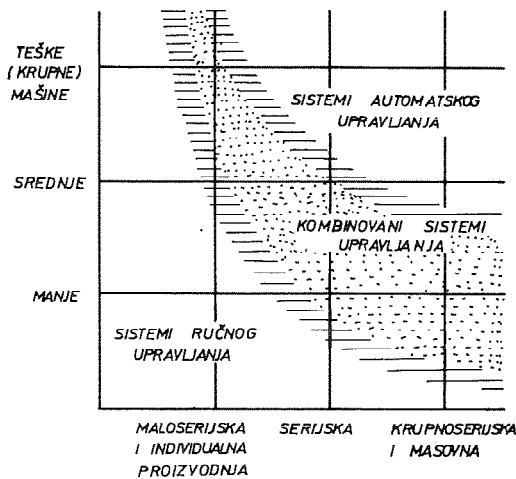 TEŠKE
(KRUPNE)
MAŠINE
SISTEMI AUTOMATSKOG
UPRAVLJANJA
SREDNJE
KOMBINOVANI SISTEMI
UPRAVLJANJA
MANJE
SISTEMI RUČNOG
UPRAVLJANJA
MALOSERIJSKA
I INDIVIDUALNA
PROIZVODNJA
SERIJSKA
KRUPNOSERIJSKA
I MASOVNA